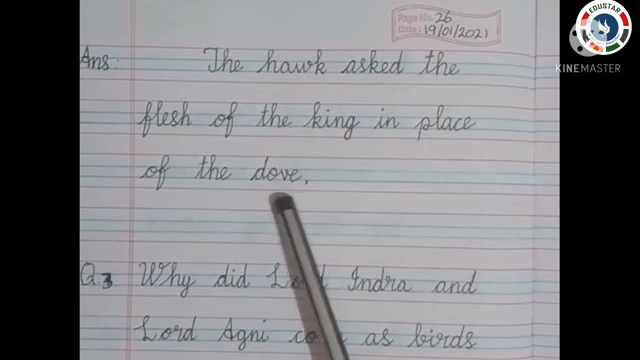 Page No. 26
Date: 19/01/2021
EDUSTAR
KINEMASTER
Ans: The hawk asked the
flesh of the king in place
of the dove.
Q3 Why did Lord Indra and
Lord Agni as birds